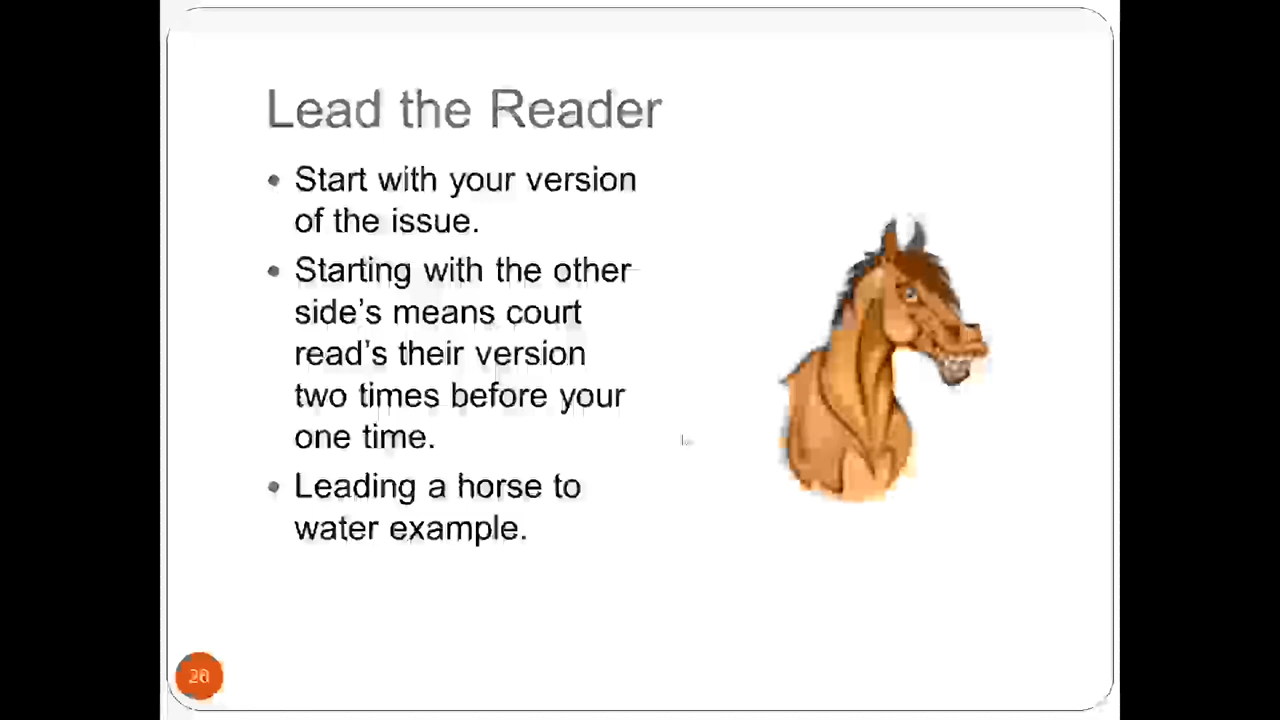 Lead the Reader
• Start with your version
of the issue.
• Starting with the other
side's means court
read's their version
two times before your
one time.
• Leading a horse to
water example.